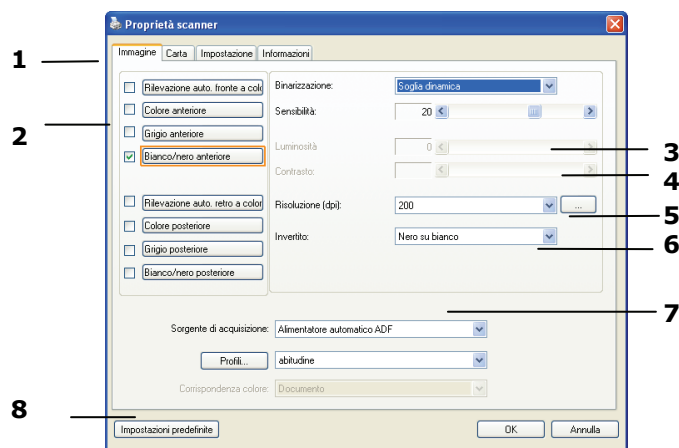 Proprietà scanner
Immagine Carta Impostazione Informazioni
1
Rilevazione auto. fronte a colo Binarizzazione: Soglia dinamica
Colore anteriore Sensibilità: 20
2
Grigio anteriore
Bianco/nero anteriore Luminosità 0
3
Contrasto:
4
Rilevazione auto. retro a color Risoluzione (dpi): 200 ...
5
Colore posteriore Invertito: Nero su bianco
6
Grigio posteriore
Bianco/nero posteriore
7
Sorgente di acquisizione: Alimentatore automatico ADF
Profili... abitudine
Corrispondenza colore: Documento
8
Impostazioni predefinite OK Annulla